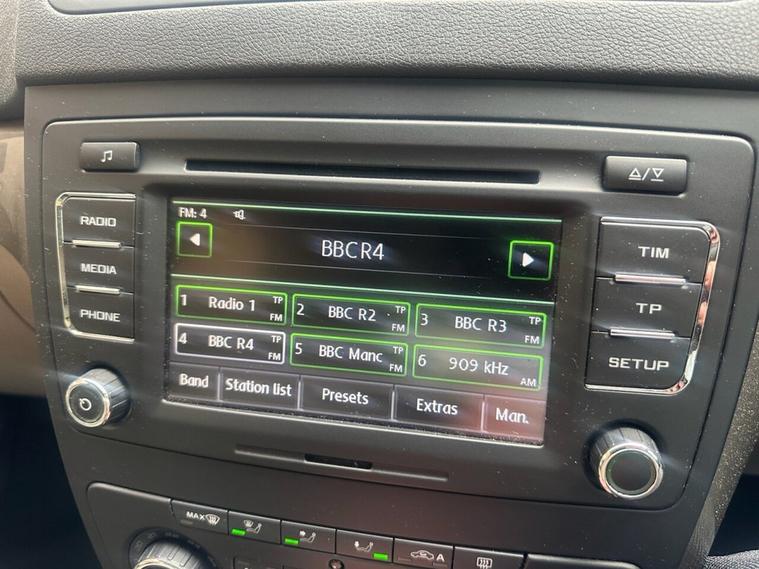 RADIO
MEDIA
PHONE
FM: 4
BBC R4
1 Radio 1 TP FM
2 BBC R2 TP FM
3 BBC R3 TP FM
4 BBC R4 TP FM
5 BBC Manc TP FM
6 909 kHz AM
Band Station list Presets Extras Man.
TIM
TP
SETUP
MAX
A